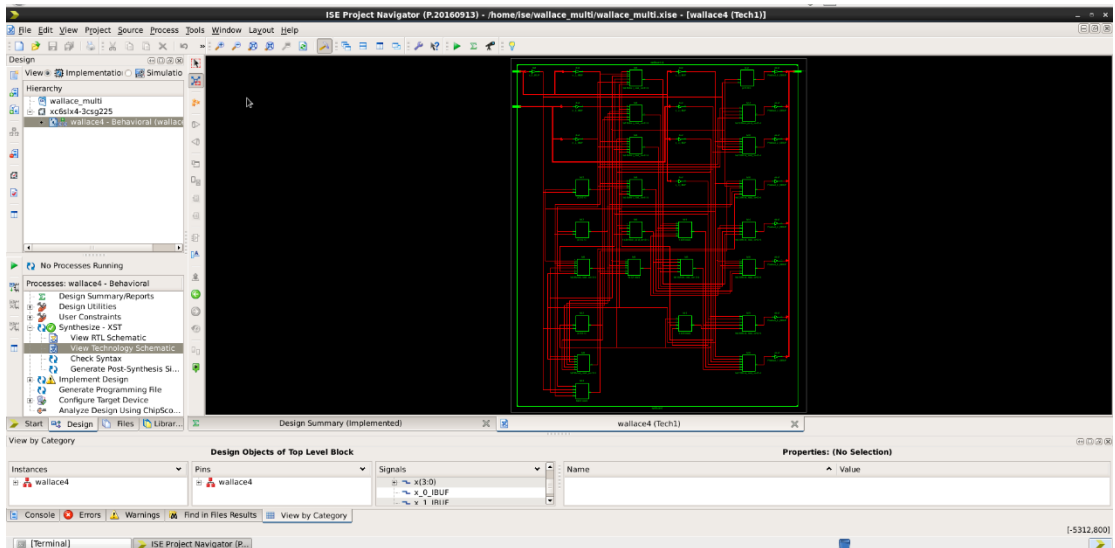 ISE Project Navigator (P.20160913) - /home/ise/wallace_multi/wallace_multi.xise - [wallace4 (Tech1)]
File Edit View Project Source Process Tools Window Layout Help
Design
View: Implementatio Simulatio
Hierarchy
wallace_multi
xc6slx4-3csg225
wallace4 - Behavioral (wallac
No Processes Running
Processes: wallace4 - Behavioral
Design Summary/Reports
Design Utilities
User Constraints
Synthesize - XST
View RTL Schematic
View Technology Schematic
Check Syntax
Generate Post-Synthesis Si...
Implement Design
Generate Programming File
Configure Target Device
Analyze Design Using ChipSco...
Start Design Files Librar... Design Summary (Implemented) wallace4 (Tech1)
View by Category
Design Objects of Top Level Block Properties: (No Selection)
Instances Pins Signals Name Value
wallace4 wallace4 x(3:0)
x_0_IBUF
x_1_IBUF
Console Errors Warnings Find in Files Results View by Category
[-5312,800]
[Terminal] ISE Project Navigator (P...